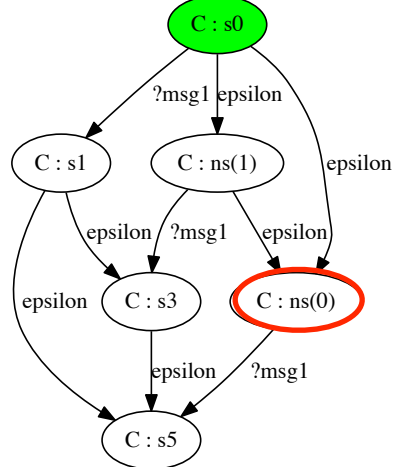 C : s0
?msg1
epsilon
C : s1
C : ns(1)
epsilon
epsilon
?msg1
epsilon
epsilon
C : s3
C : ns(0)
epsilon
?msg1
C : s5